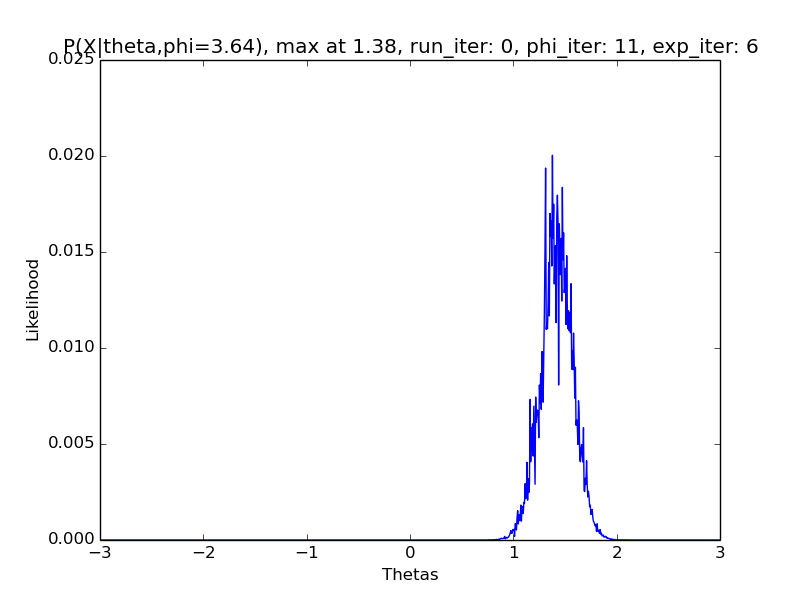 P(X|theta,phi=3.64), max at 1.38, run_iter: 0, phi_iter: 11, exp_iter: 6
0.025
0.020
0.015
0.010
0.005
0.000
Likelihood
−3 −2 −1 0 1 2 3
Thetas